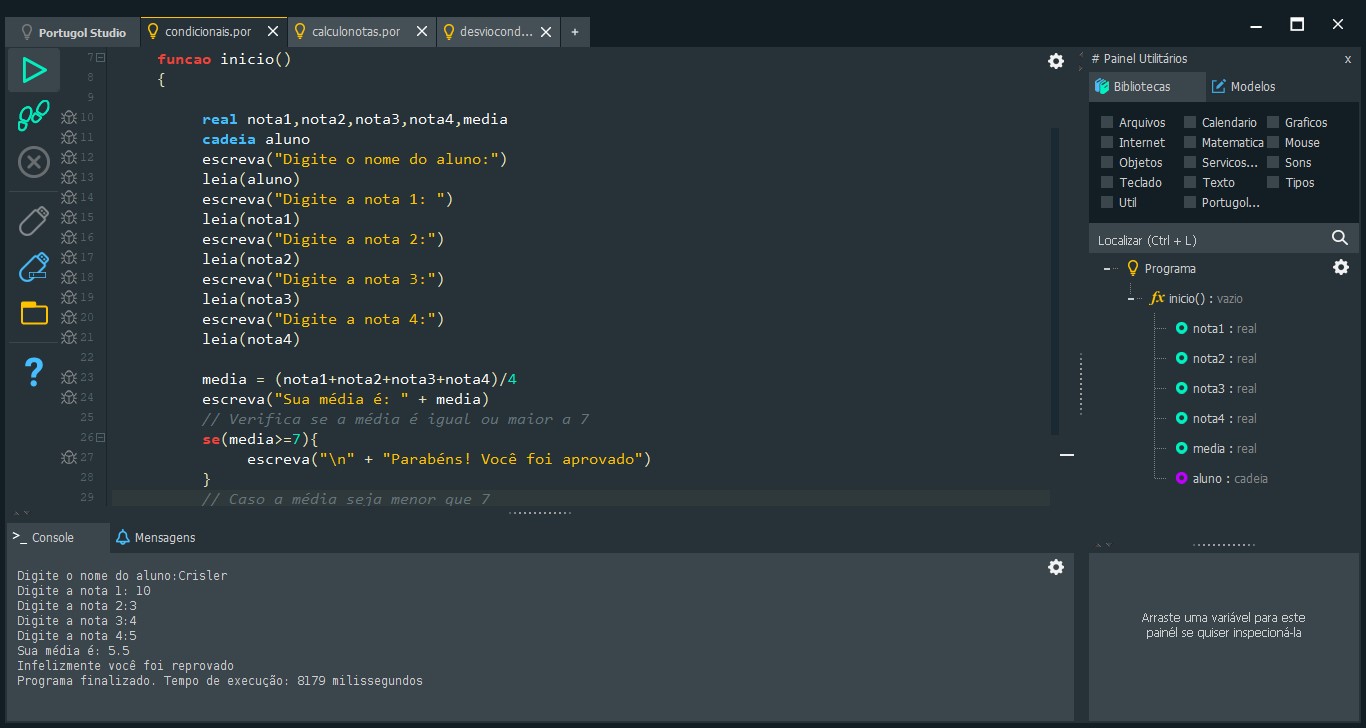 Portugol Studio
condicionais.por
calculonotas.por
desviocond...
+
7 funcao inicio()
8 {
9
10 real nota1,nota2,nota3,nota4,media
11 cadeia aluno
12 escreva("Digite o nome do aluno:")
13 leia(aluno)
14 escreva("Digite a nota 1: ")
15 leia(nota1)
16 escreva("Digite a nota 2:")
17 leia(nota2)
18 escreva("Digite a nota 3:")
19 leia(nota3)
20 escreva("Digite a nota 4:")
21 leia(nota4)
22
23 media = (nota1+nota2+nota3+nota4)/4
24 escreva("Sua média é: " + media)
25 // Verifica se a média é igual ou maior a 7
26 se(media>=7){
27 escreva("\n" + "Parabéns! Você foi aprovado")
28 }
29 // Caso a média seja menor que 7
>_ Console
Mensagens
Digite o nome do aluno:Crisler
Digite a nota 1: 10
Digite a nota 2:3
Digite a nota 3:4
Digite a nota 4:5
Sua média é: 5.5
Infelizmente você foi reprovado
Programa finalizado. Tempo de execução: 8179 milissegundos
# Painel Utilitários x
Bibliotecas
Modelos
Arquivos Calendario Graficos
Internet Matematica Mouse
Objetos Servicos... Sons
Teclado Texto Tipos
Util Portugol...
Localizar (Ctrl + L)
Programa
fx inicio() : vazio
nota1 : real
nota2 : real
nota3 : real
nota4 : real
media : real
aluno : cadeia
Arraste uma variável para este
painél se quiser inspecioná-la